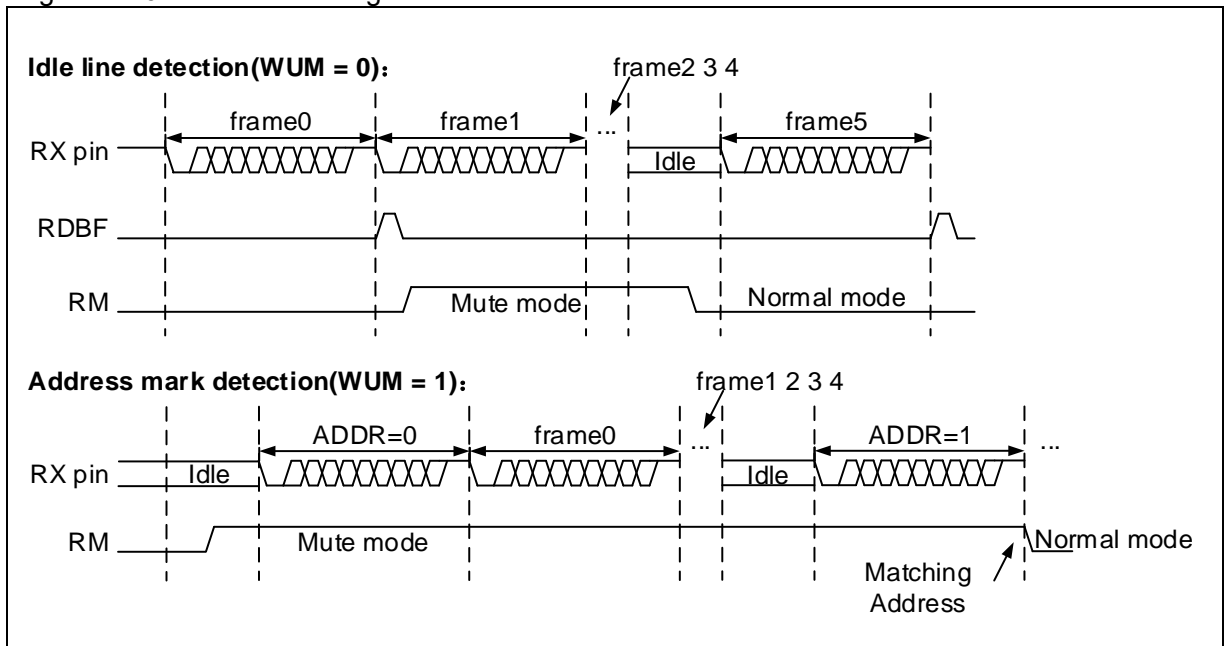 Idle line detection(WUM = 0):
frame2 3 4
frame0 frame1 ... frame5
RX pin Idle
RDBF
RM Mute mode Normal mode
Address mark detection(WUM = 1):
frame1 2 3 4
ADDR=0 frame0 ... ADDR=1 ...
RX pin Idle Idle
RM Mute mode Normal mode
Matching
Address